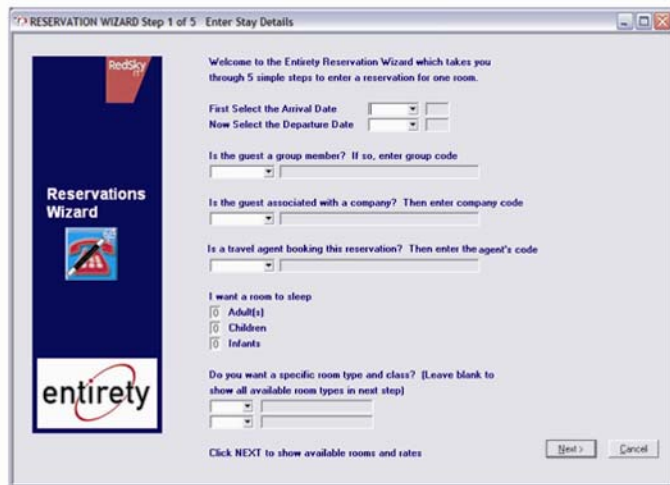 RESERVATION WIZARD Step 1 of 5 Enter Stay Details
RedSky
IT
Reservations
Wizard
entirety
Welcome to the Entirety Reservation Wizard which takes you
through 5 simple steps to enter a reservation for one room.
First Select the Arrival Date
Now Select the Departure Date
Is the guest a group member? If so, enter group code
Is the guest associated with a company? Then enter company code
Is a travel agent booking this reservation? Then enter the agent's code
I want a room to sleep
0 Adult(s)
0 Children
0 Infants
Do you want a specific room type and class? (Leave blank to
show all available room types in next step)
Click NEXT to show available rooms and rates
Next >
Cancel